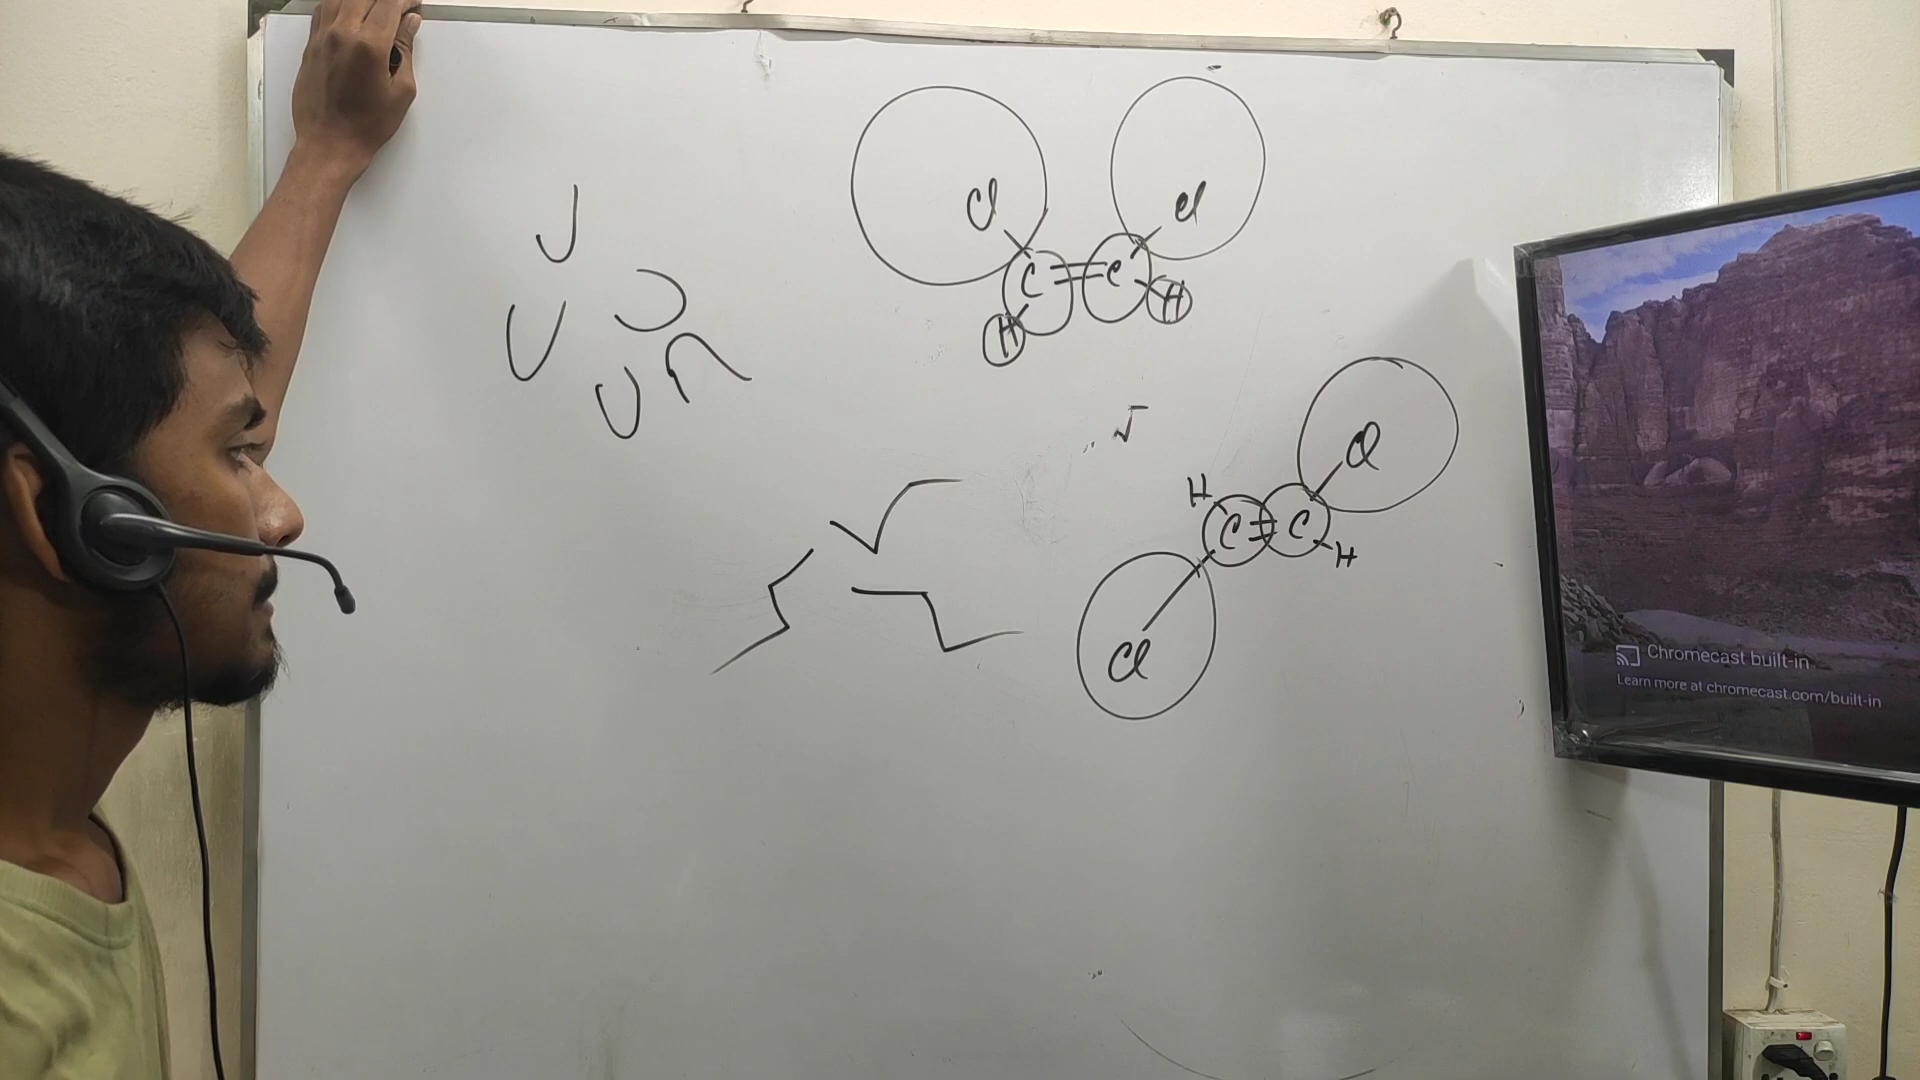 Cl Cl
C = C
H H
√
Cl
H
C = C
H
Cl
Chromecast built-in
Learn more at chromecast.com/built-in